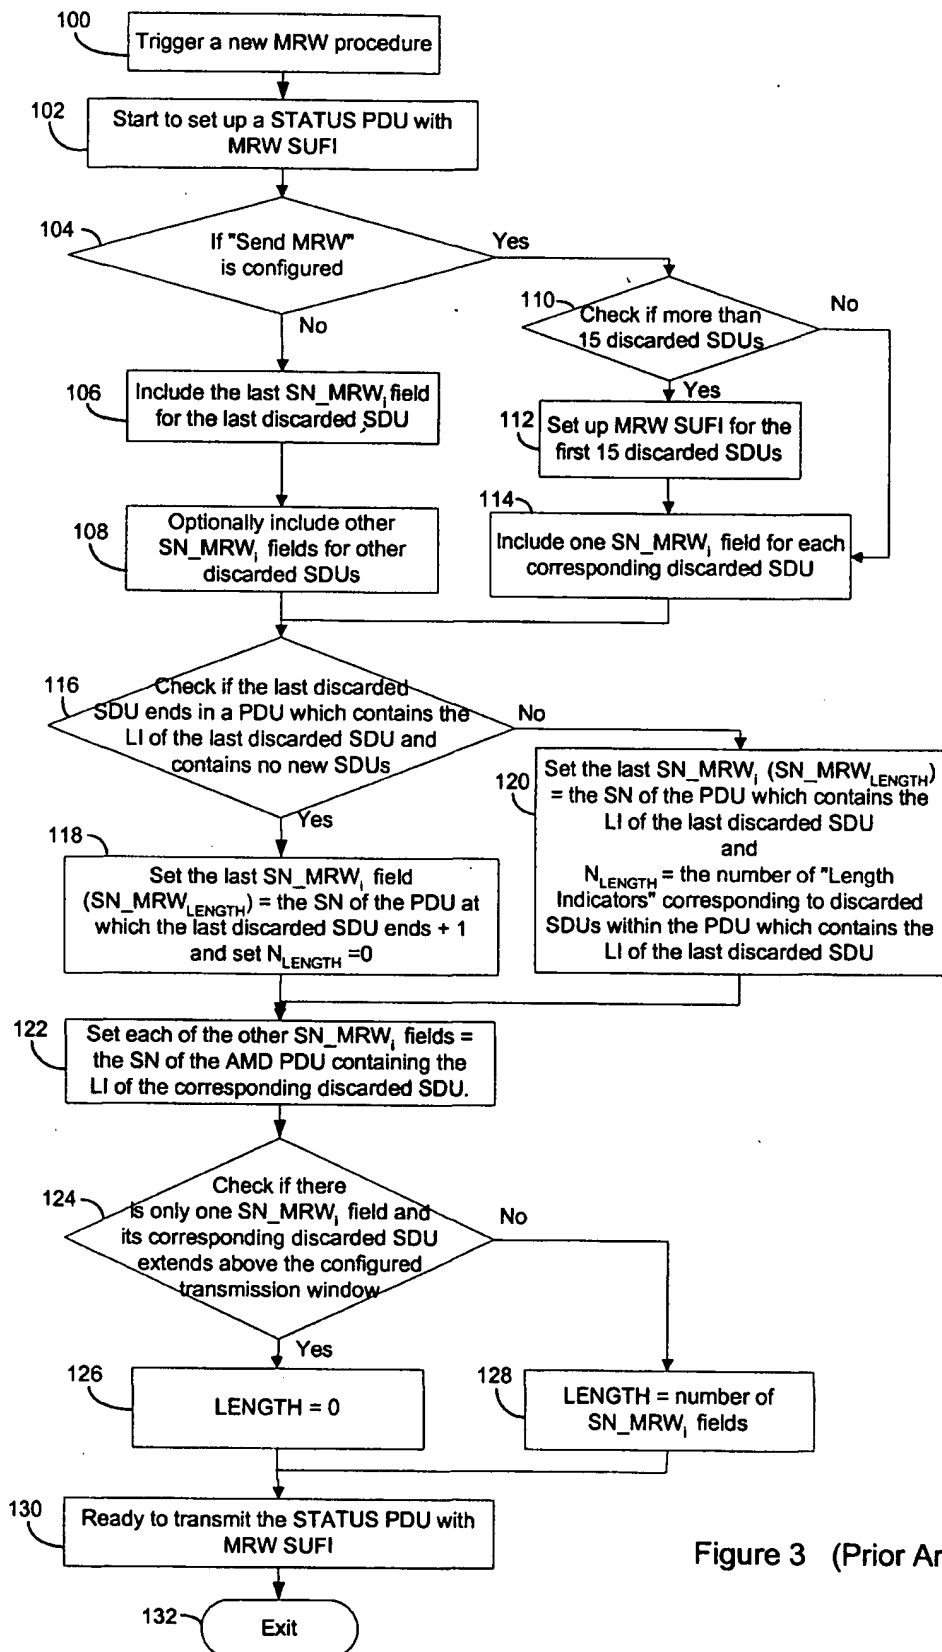 100
Trigger a new MRW procedure
102
Start to set up a STATUS PDU with
MRW SUFI
104
If "Send MRW"
is configured
Yes
No
110
Check if more than
15 discarded SDUs
No
Yes
106
Include the last SN_MRWi field
for the last discarded SDU
112
Set up MRW SUFI for the
first 15 discarded SDUs
108
Optionally include other
SN_MRWi fields for other
discarded SDUs
114
Include one SN_MRWi field for each
corresponding discarded SDU
116
Check if the last discarded
SDU ends in a PDU which contains the
LI of the last discarded SDU and
contains no new SDUs
No
Yes
118
Set the last SN_MRWi field
(SN_MRWLENGTH) = the SN of the PDU at
which the last discarded SDU ends + 1
and set NLENGTH =0
120
Set the last SN_MRWi (SN_MRWLENGTH)
= the SN of the PDU which contains the
LI of the last discarded SDU
and
NLENGTH = the number of "Length
Indicators" corresponding to discarded
SDUs within the PDU which contains the
LI of the last discarded SDU
122
Set each of the other SN_MRWi fields =
the SN of the AMD PDU containing the
LI of the corresponding discarded SDU.
124
Check if there
is only one SN_MRWi field and
its corresponding discarded SDU
extends above the configured
transmission window
No
Yes
126
LENGTH = 0
128
LENGTH = number of
SN_MRWi fields
130
Ready to transmit the STATUS PDU with
MRW SUFI
132
Exit
Figure 3 (Prior Ar